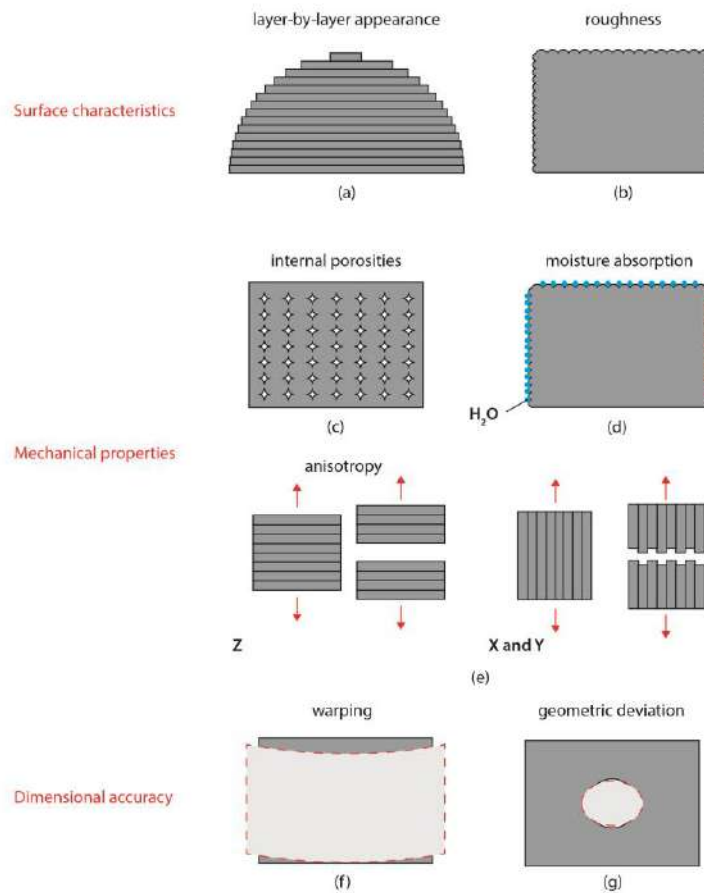 layer-by-layer appearance
roughness
Surface characteristics
(a)
(b)
internal porosities
moisture absorption
H₂O
(c)
(d)
Mechanical properties
anisotropy
Z
X and Y
(e)
warping
geometric deviation
Dimensional accuracy
(f)
(g)